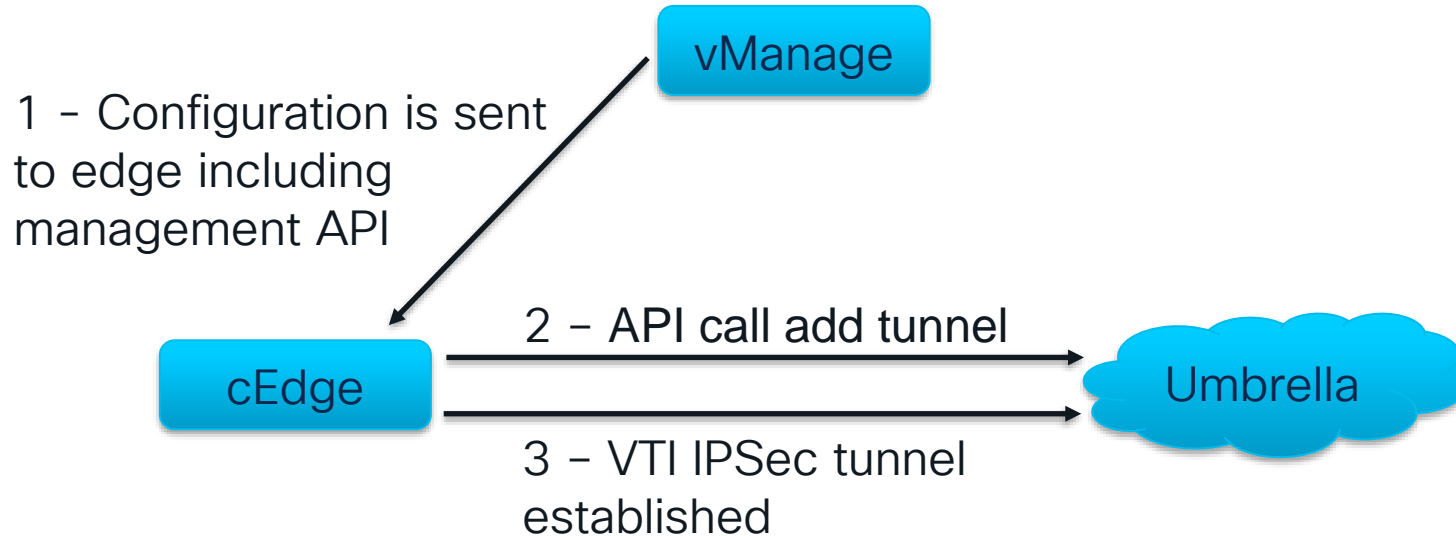 vManage
1 - Configuration is sent
to edge including
management API
2 – API call add tunnel
cEdge
Umbrella
3 – VTI IPSec tunnel
established